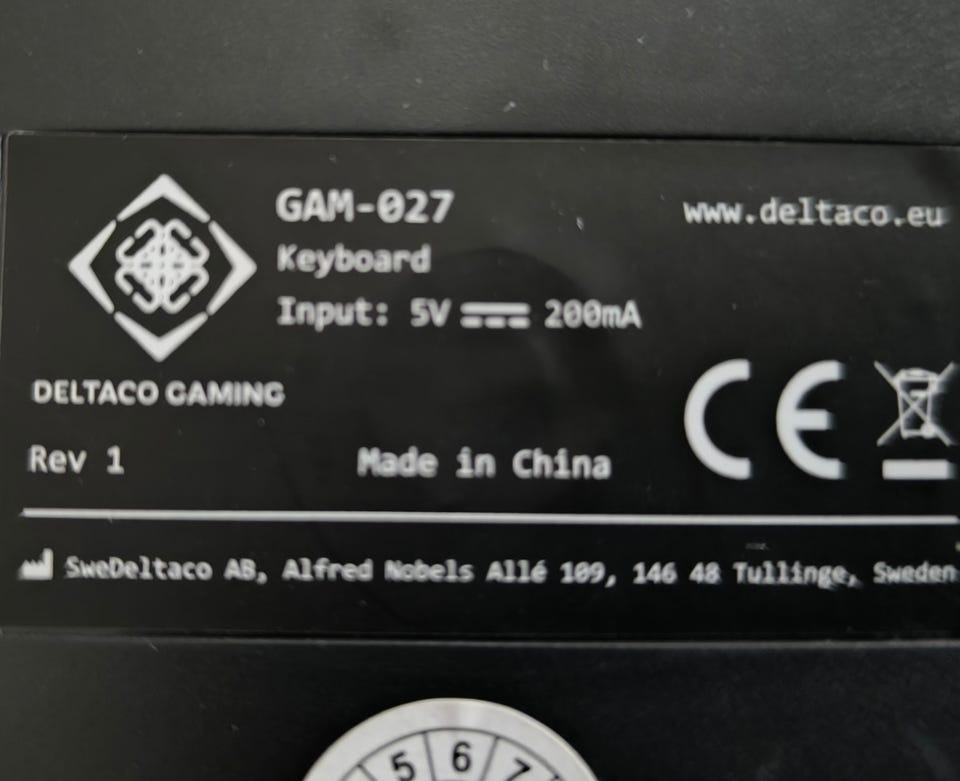 GAM-027
www.deltaco.eu
Keyboard
Input: 5V 200mA
DELTACO GAMING
CE
Rev 1
Made in China
SweDeltaco AB, Alfred Nobels Allé 109, 146 48 Tullinge, Sweden
5 6 7